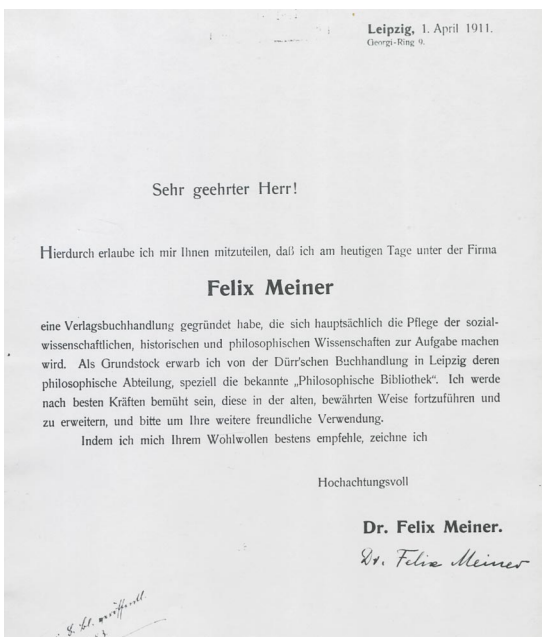 Leipzig, 1. April 1911.
Georgi-Ring 9.
Sehr geehrter Herr!
Hierdurch erlaube ich mir Ihnen mitzuteilen, daß ich am heutigen Tage unter der Firma
Felix Meiner
eine Verlagsbuchhandlung gegründet habe, die sich hauptsächlich die Pflege der sozial-
wissenschaftlichen, historischen und philosophischen Wissenschaften zur Aufgabe machen
wird. Als Grundstock erwarb ich von der Dürr'schen Buchhandlung in Leipzig deren
philosophische Abteilung, speziell die bekannte „Philosophische Bibliothek“. Ich werde
nach besten Kräften bemüht sein, diese in der alten, bewährten Weise fortzuführen und
zu erweitern, und bitte um Ihre weitere freundliche Verwendung.
Indem ich mich Ihrem Wohlwollen bestens empfehle, zeichne ich
Hochachtungsvoll
Dr. Felix Meiner.
Dr. Felix Meiner